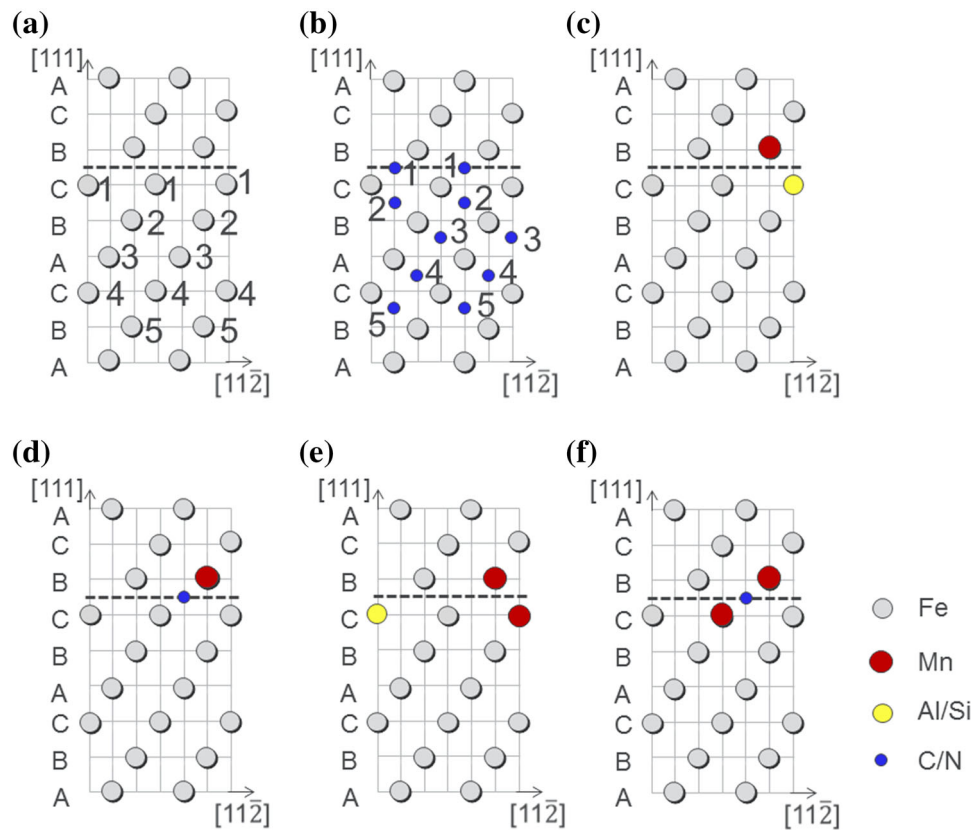 (a) (b) (c)
[111] [111] [111]
A A A
C C C
B B B
1 1
C 1 1 1 C C
2 2
B 2 2 B B
3 3
A 3 3 A A
4 4
C 4 4 4 C C
5 5
B 5 5 B B
A A A
[112̄] [112̄] [112̄]
(d) (e) (f)
[111] [111] [111]
A A A
C C C
B B B
Fe
C C C
B B B
Mn
A A A
Al/Si
C C C
B B B
C/N
A A A
[112̄] [112̄] [112̄]